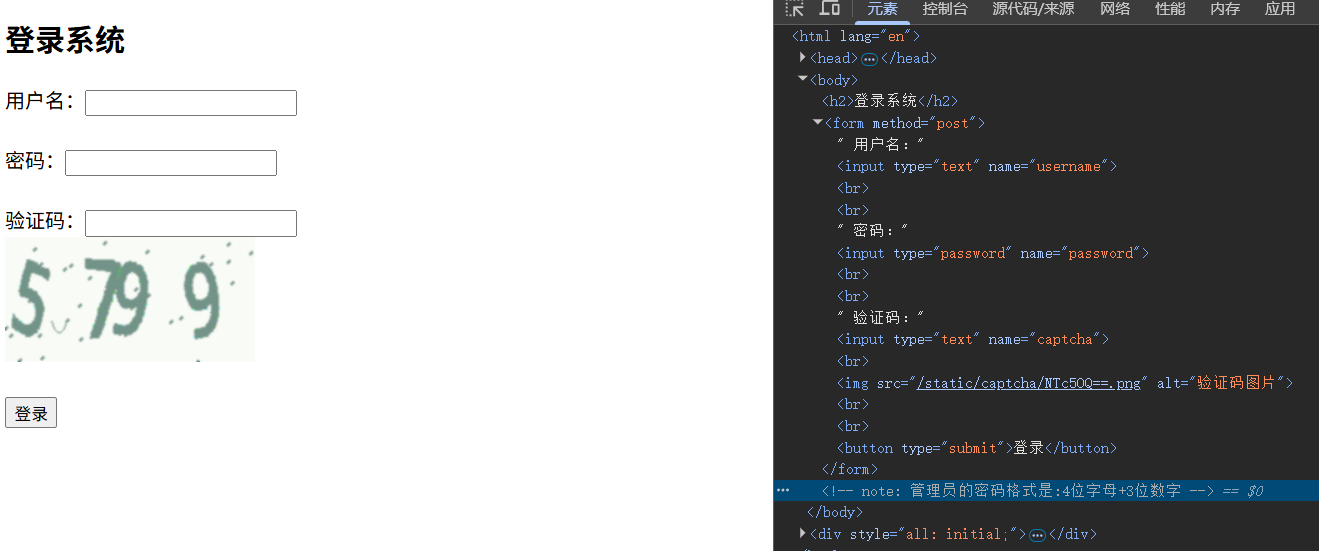 登录系统
用户名：
密码：
验证码：
5 79 9
登录
元素 控制台 源代码/来源 网络 性能 内存 应用
<html lang="en">
<head>…</head>
<body>
<h2>登录系统</h2>
<form method="post">
" 用户名："
<input type="text" name="username">
<br>
<br>
" 密码："
<input type="password" name="password">
<br>
<br>
" 验证码："
<input type="text" name="captcha">
<br>
<img src="/static/captcha/NTc5OQ==.png" alt="验证码图片">
<br>
<br>
<button type="submit">登录</button>
</form>
<!-- note: 管理员的密码格式是:4位字母+3位数字 --> == $0
</body>
<div style="all: initial;">…</div>